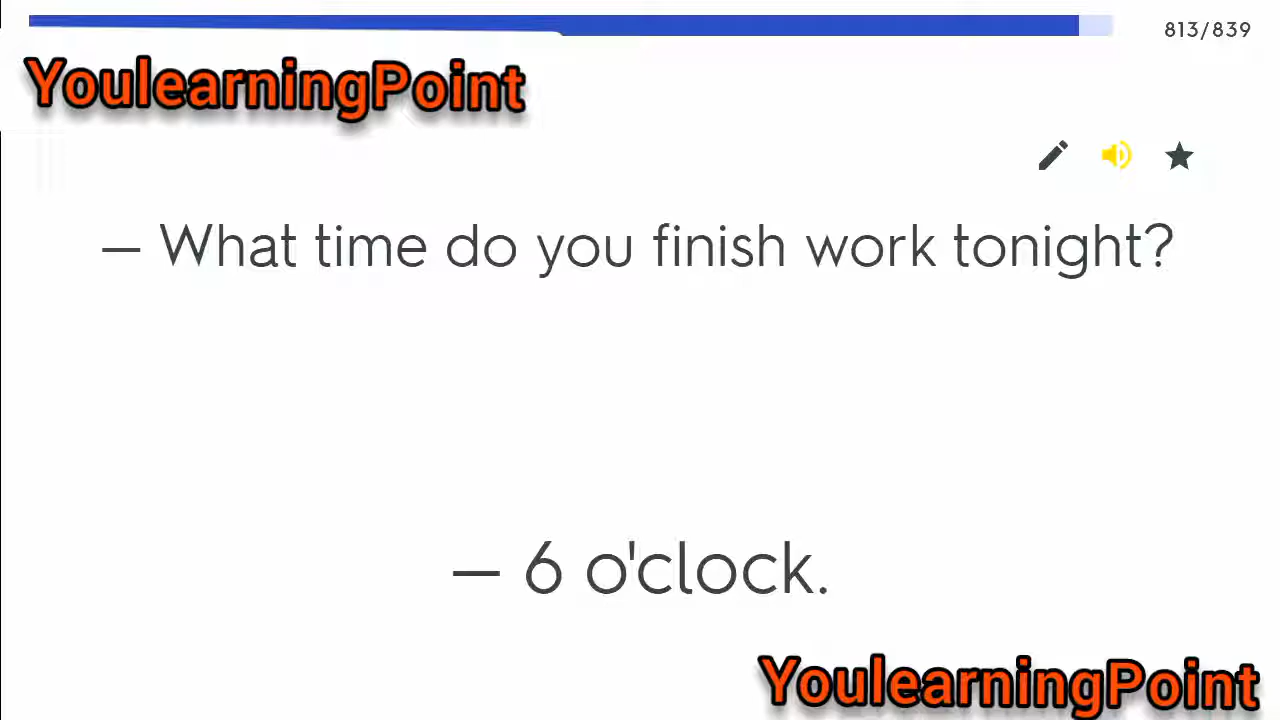 813/839
YoulearningPoint
– What time do you finish work tonight?
– 6 o'clock.
YoulearningPoint